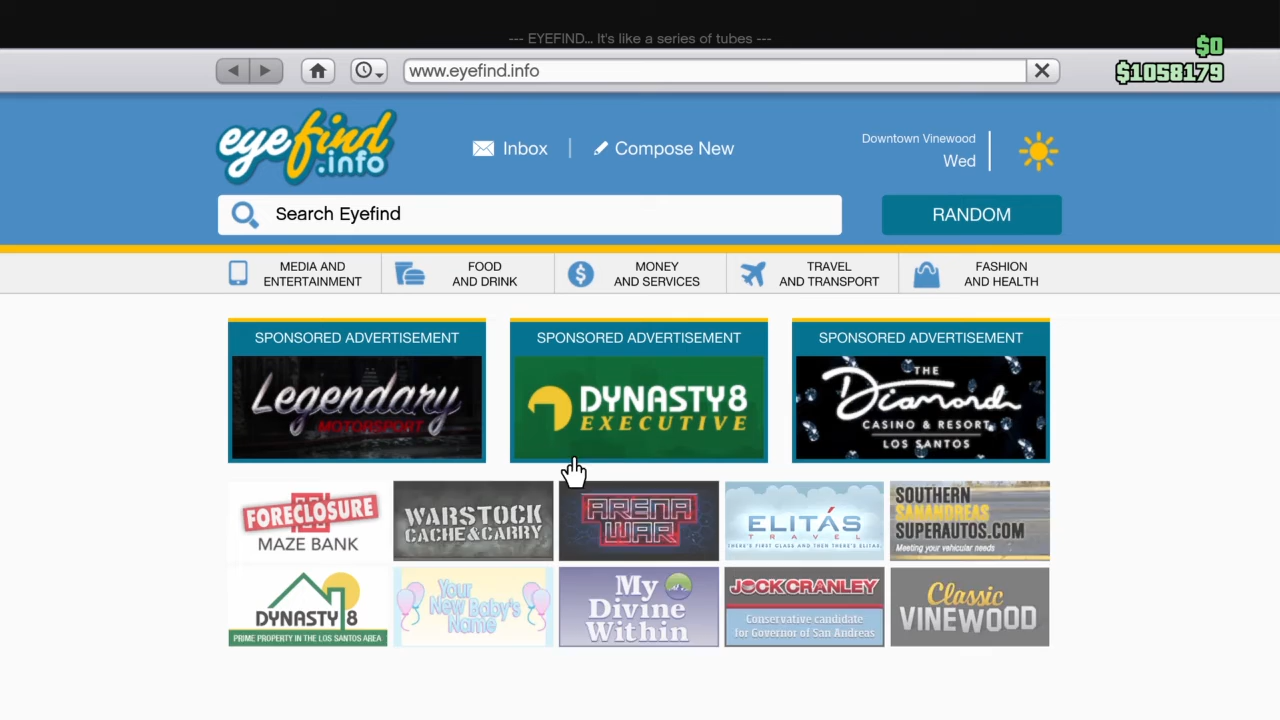 --- EYEFIND... It's like a series of tubes ---
$0
www.eyefind.info
$1058179
eyefind
.info
Inbox
Compose New
Downtown Vinewood
Wed
Search Eyefind
RANDOM
MEDIA AND
ENTERTAINMENT
FOOD
AND DRINK
MONEY
AND SERVICES
TRAVEL
AND TRANSPORT
FASHION
AND HEALTH
SPONSORED ADVERTISEMENT
Legendary
MOTORSPORT
SPONSORED ADVERTISEMENT
DYNASTY8
EXECUTIVE
SPONSORED ADVERTISEMENT
THE
Diamond
CASINO & RESORT
LOS SANTOS
FORECLOSURE
MAZE BANK
WARSTOCK
CACHE&CARRY
ARENA
WAR
ELITÁS
TRAVEL
THERE'S FIRST CLASS AND THEN THERE'S ELITAS
SOUTHERN
SANANDREAS
SUPERAUTOS.COM
Meeting your vehicular needs
DYNASTY 8
PRIME PROPERTY IN THE LOS SANTOS AREA
Your
New Baby's
Name
My
Divine
Within
JOCK CRANLEY
Conservative candidate
for Governor of San Andreas
Classic
VINEWOOD